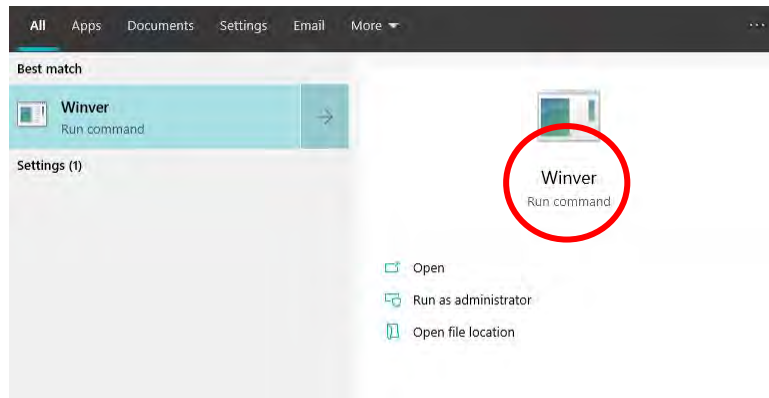 All Apps Documents Settings Email More
Best match
Winver
Run command
Settings (1)
Winver
Run command
Open
Run as administrator
Open file location